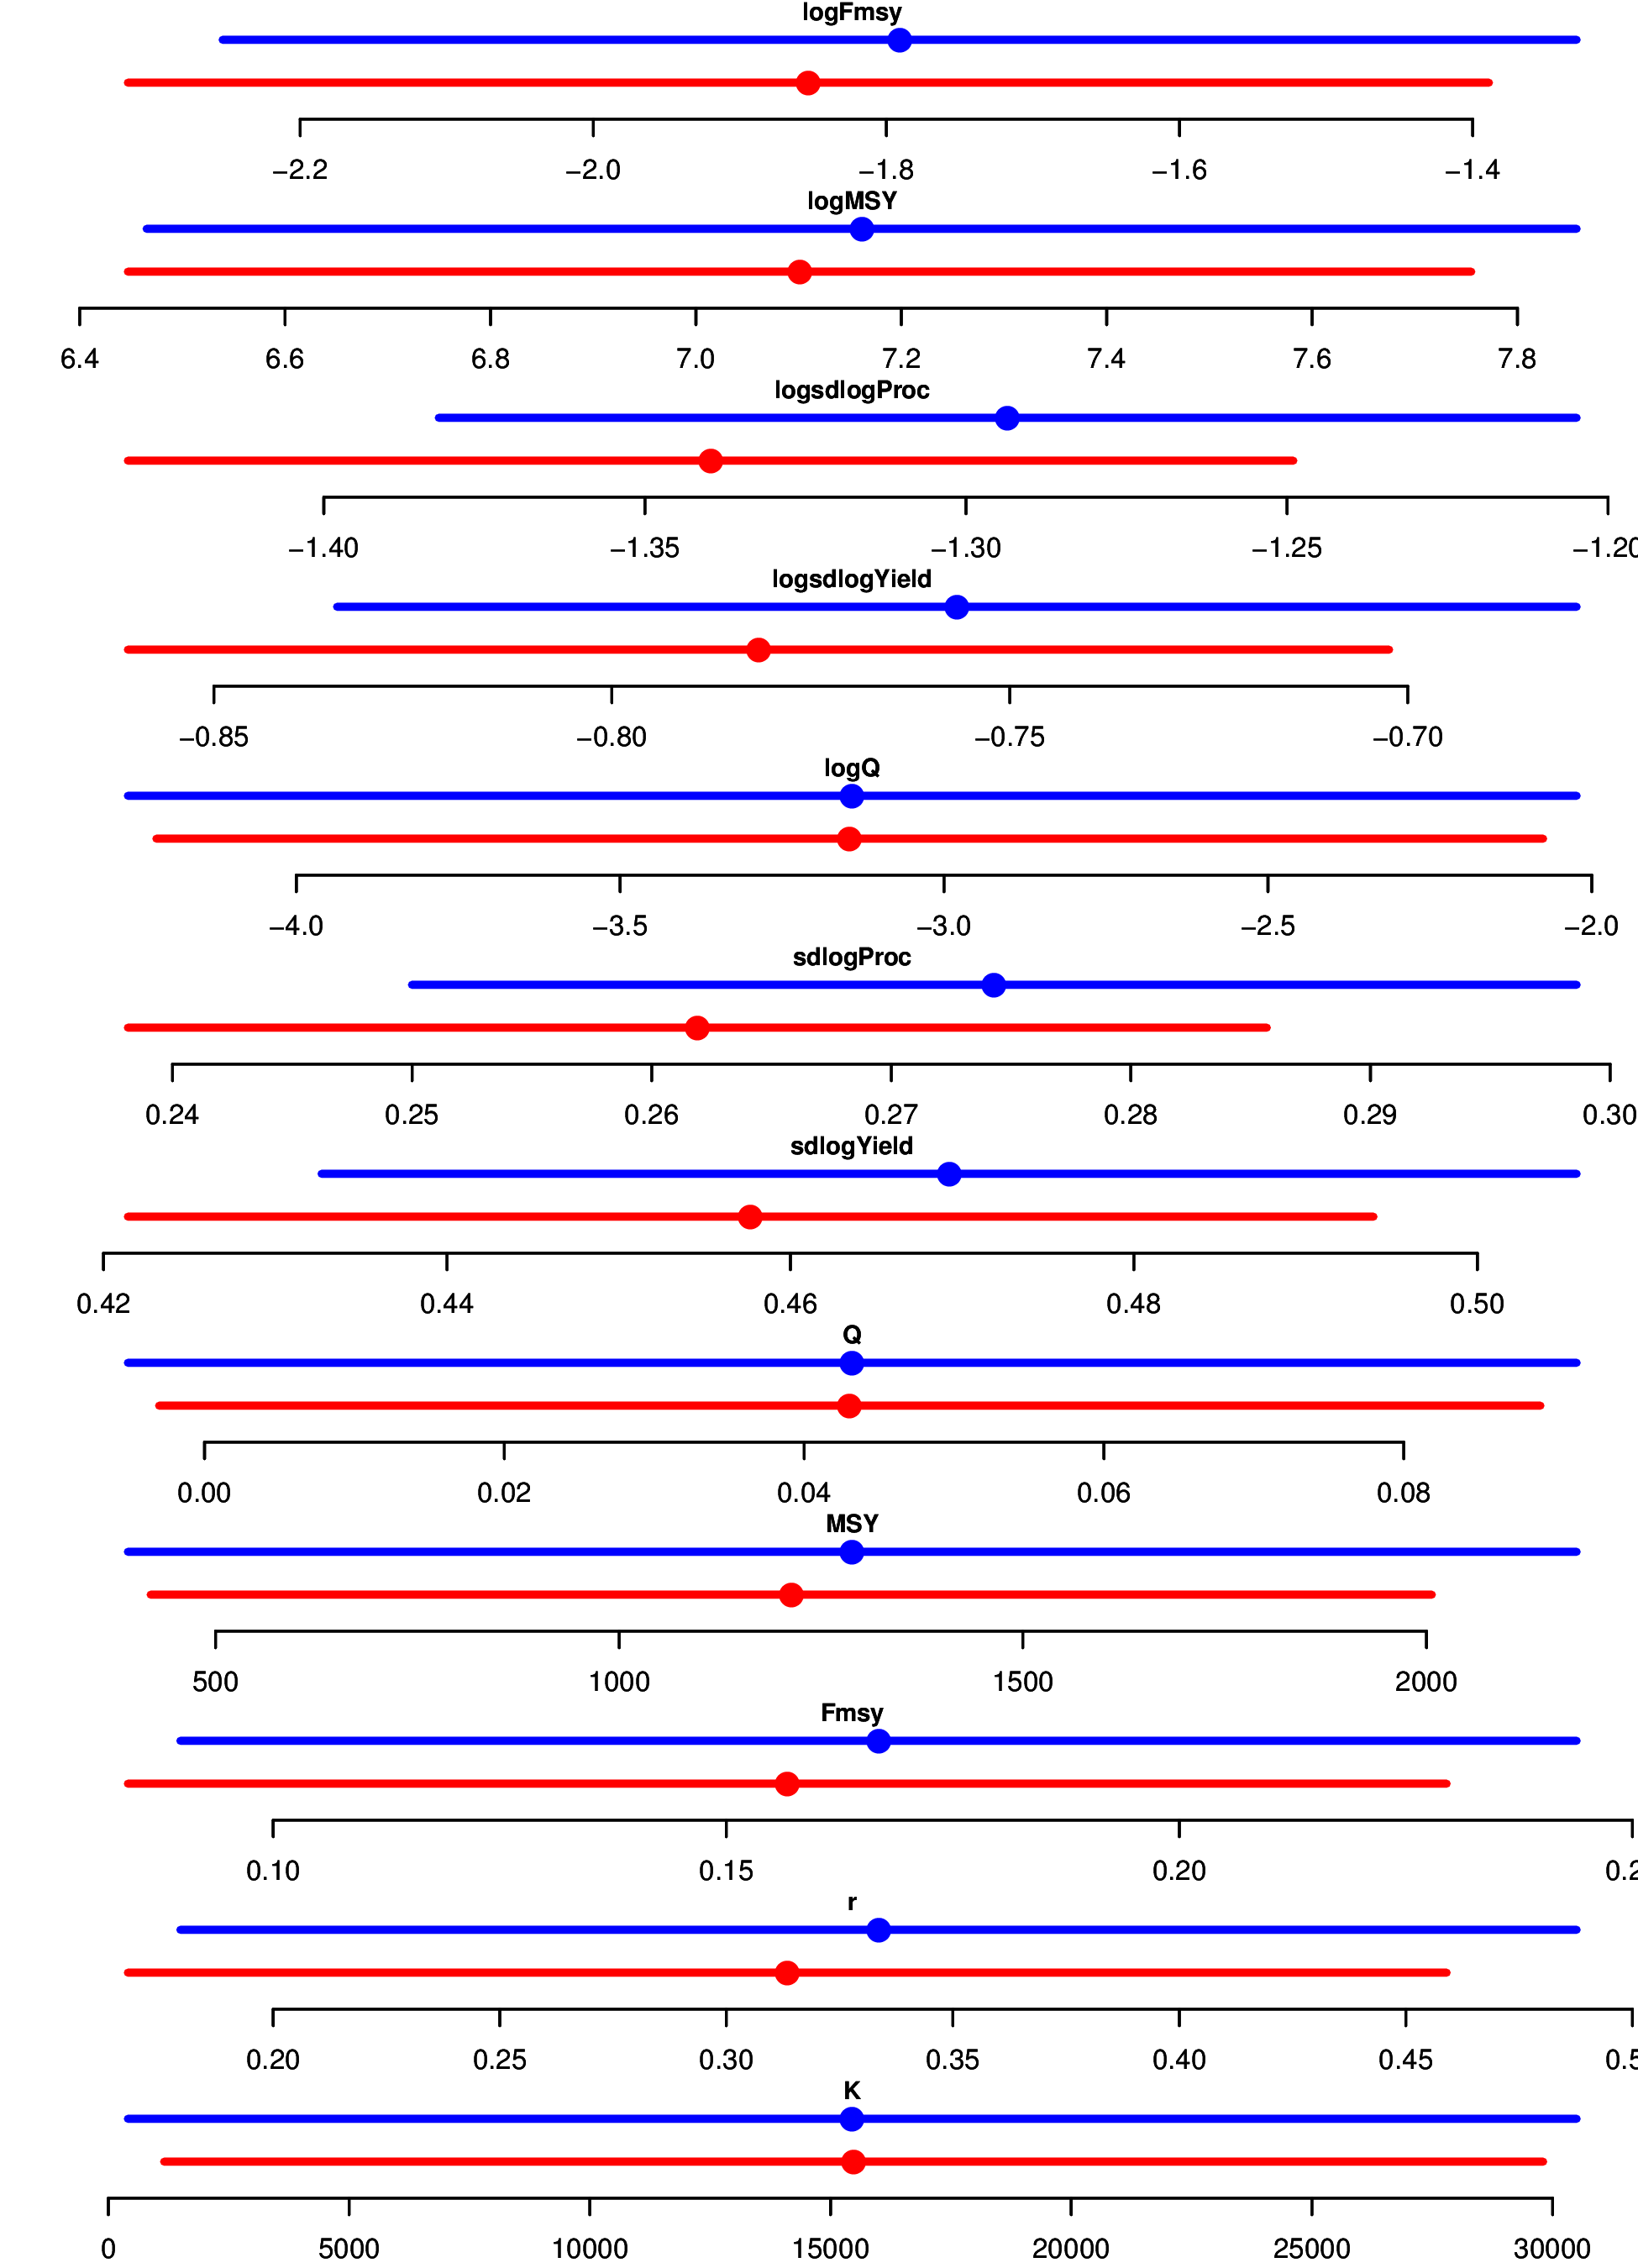 logFmsy
−2.2 −2.0 −1.8 −1.6 −1.4
logMSY
6.4 6.6 6.8 7.0 7.2 7.4 7.6 7.8
logsdlogProc
−1.40 −1.35 −1.30 −1.25 −1.20
logsdlogYield
−0.85 −0.80 −0.75 −0.70
logQ
−4.0 −3.5 −3.0 −2.5 −2.0
sdlogProc
0.24 0.25 0.26 0.27 0.28 0.29 0.30
sdlogYield
0.42 0.44 0.46 0.48 0.50
Q
0.00 0.02 0.04 0.06 0.08
MSY
500 1000 1500 2000
Fmsy
0.10 0.15 0.20
r
0.20 0.25 0.30 0.35 0.40 0.45
K
0 5000 10000 15000 20000 25000 30000